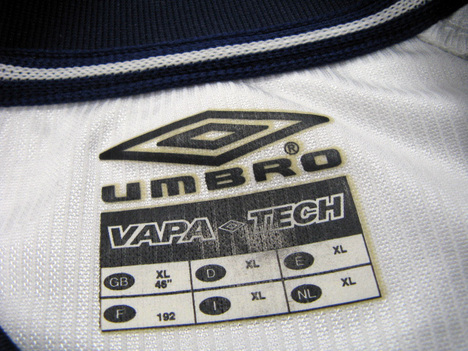 UMBRO®
VAPA TECH
GB XL 46" D XL E XL
F 192 I XL NL XL